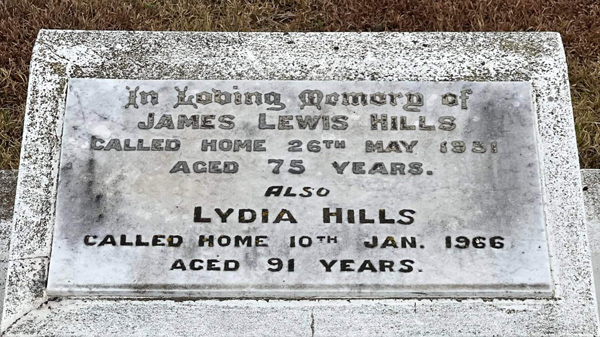 In Loving Memory of
JAMES LEWIS HILLS
CALLED HOME 26TH MAY
AGED 75 YEARS.
ALSO
LYDIA HILLS
CALLED HOME 10TH JAN. 1966
AGED 91 YEARS.